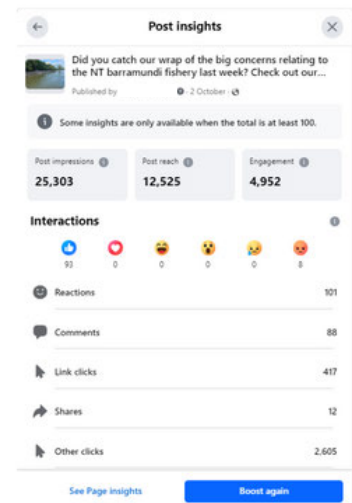 Post insights
Did you catch our wrap of the big concerns relating to
the NT barramundi fishery last week? Check out our...
Published by · 2 October ·
Some insights are only available when the total is at least 100.
Post impressions Post reach Engagement
25,303 12,525 4,952
Interactions
93 0 0 0 0 8
Reactions 101
Comments 88
Link clicks 417
Shares 12
Other clicks 2,605
See Page insights Boost again